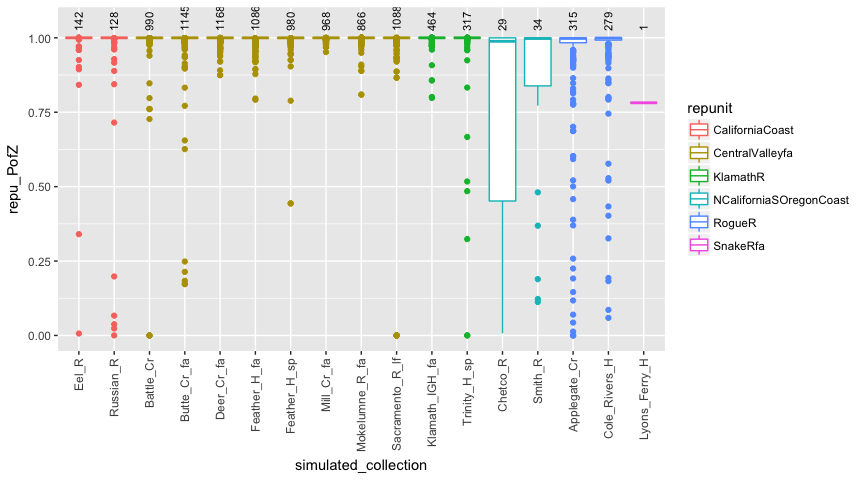 142 128 990 1145 1168 1086 980 968 866 1088 464 317 29 34 315 279 1
1.00
0.75
0.50
0.25
0.00
repu_PofZ
Eel_R Russian_R Battle_Cr Butte_Cr_fa Deer_Cr_fa Feather_H_fa Feather_H_sp Mill_Cr_fa Mokelumne_R_fa Sacramento_R_lf Klamath_IGH_fa Trinity_H_sp Chetco_R Smith_R Applegate_Cr Cole_Rivers_H Lyons_Ferry_H
simulated_collection
repunit
CaliforniaCoast
CentralValleyfa
KlamathR
NCaliforniaSOregonCoast
RogueR
SnakeRfa